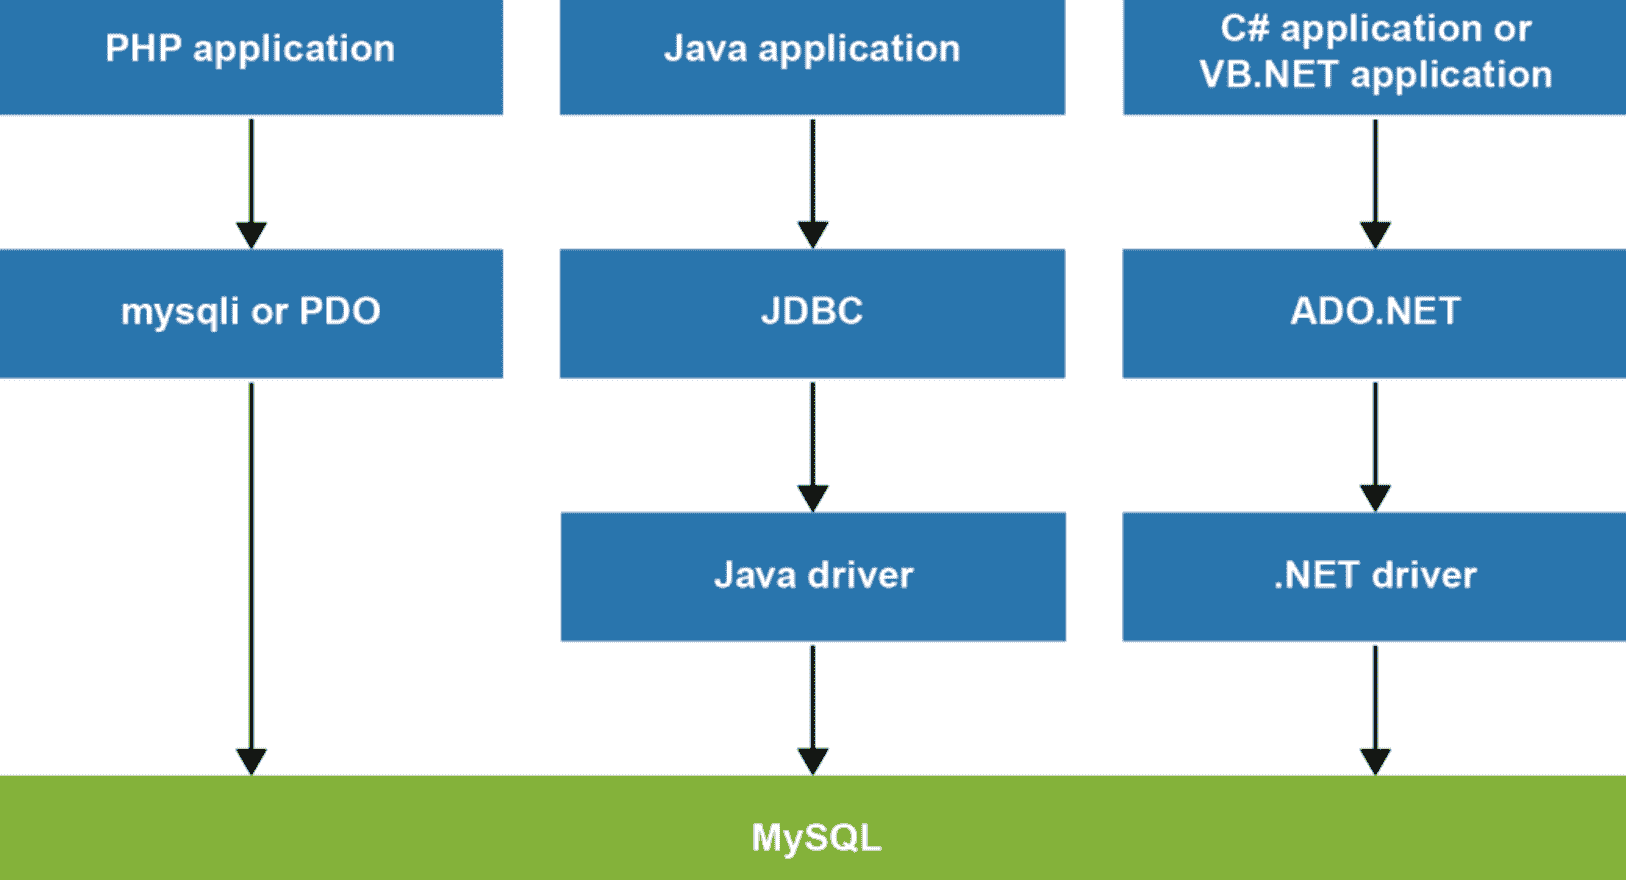 PHP application
Java application
C# application or
VB.NET application
mysqli or PDO
JDBC
ADO.NET
Java driver
.NET driver
MySQL